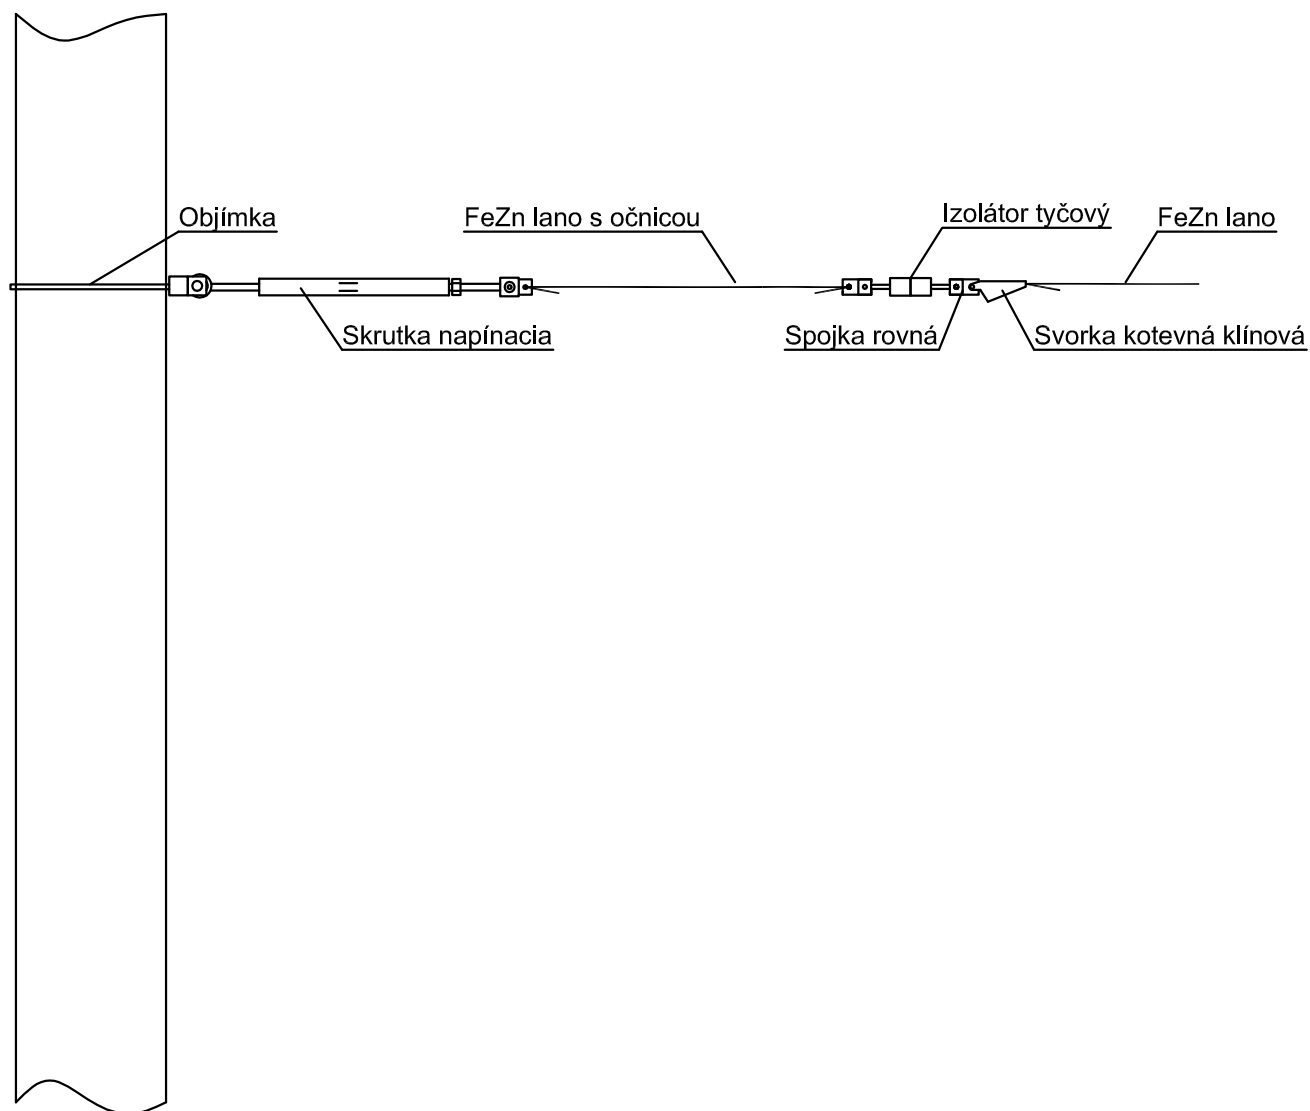 Objímka
FeZn lano s očnicou
Izolátor tyčový
FeZn lano
Skrutka napínacia
Spojka rovná
Svorka kotevná klínová